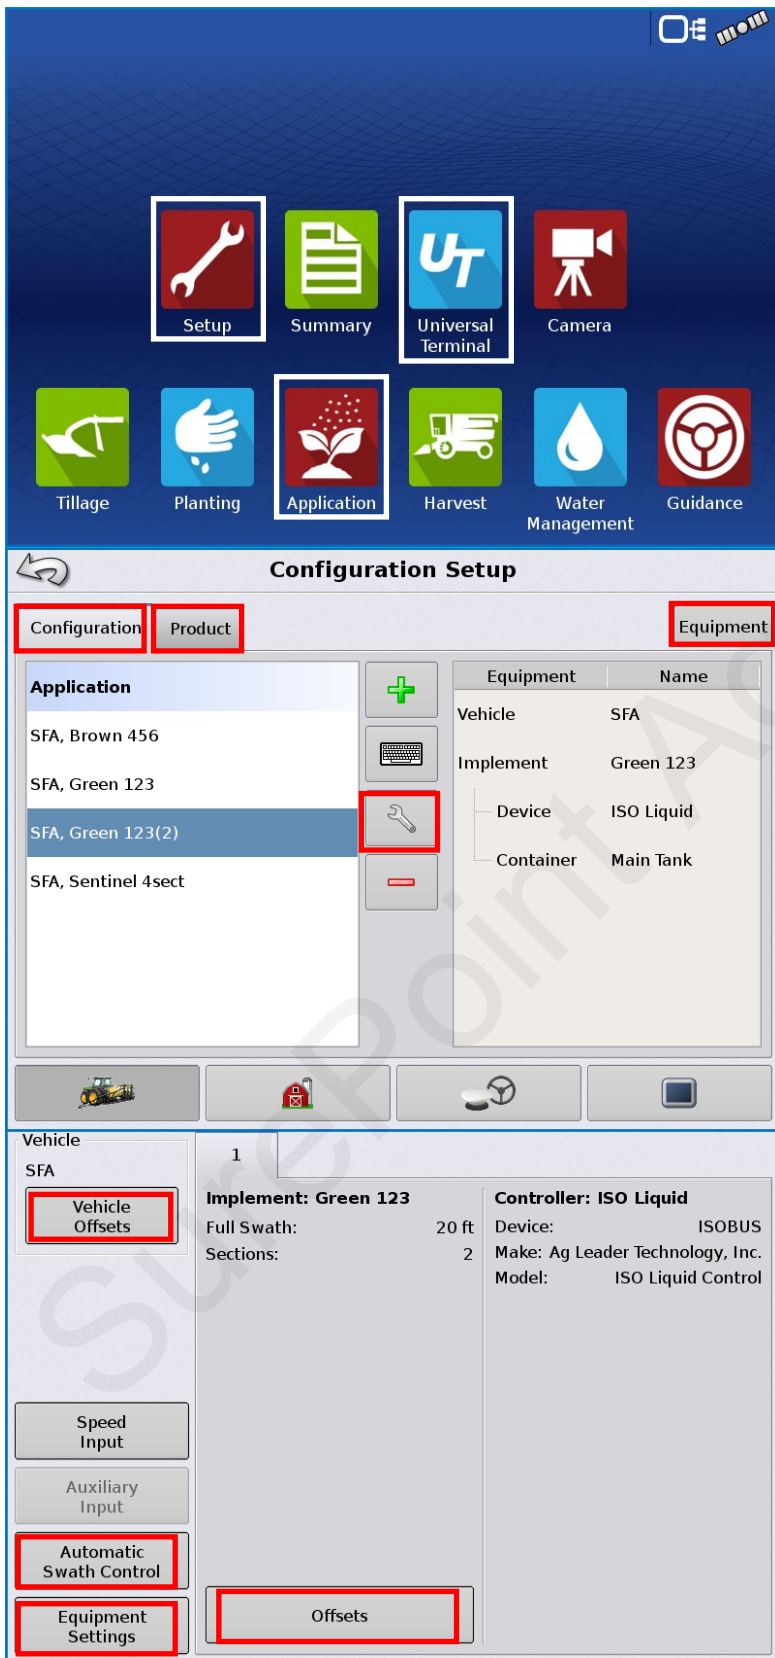 UT
Setup
Summary
Universal
Terminal
Camera
Tillage
Planting
Application
Harvest
Water
Management
Guidance
Configuration Setup
Configuration
Product
Equipment
Application
SFA, Brown 456
SFA, Green 123
SFA, Green 123(2)
SFA, Sentinel 4sect
Equipment Name
Vehicle SFA
Implement Green 123
Device ISO Liquid
Container Main Tank
Vehicle
SFA
Vehicle
Offsets
Speed
Input
Auxiliary
Input
Automatic
Swath Control
Equipment
Settings
1
Implement: Green 123
Full Swath: 20 ft
Sections: 2
Offsets
Controller: ISO Liquid
Device: ISOBUS
Make: Ag Leader Technology, Inc.
Model: ISO Liquid Control
SurePoint A